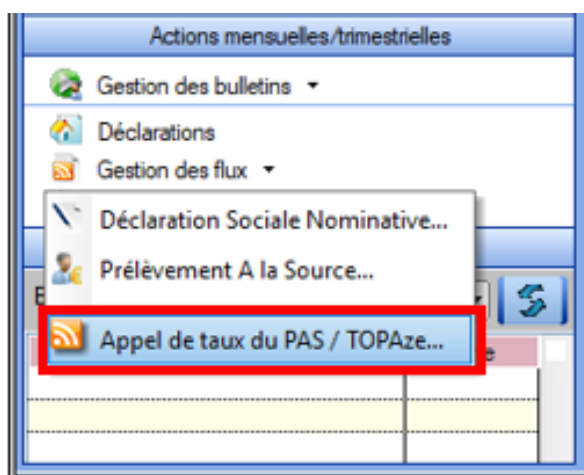 Actions mensuelles/trimestrielles
Gestion des bulletins
Déclarations
Gestion des flux
Déclaration Sociale Nominative...
Prélèvement A la Source...
Appel de taux du PAS / TOPAze...